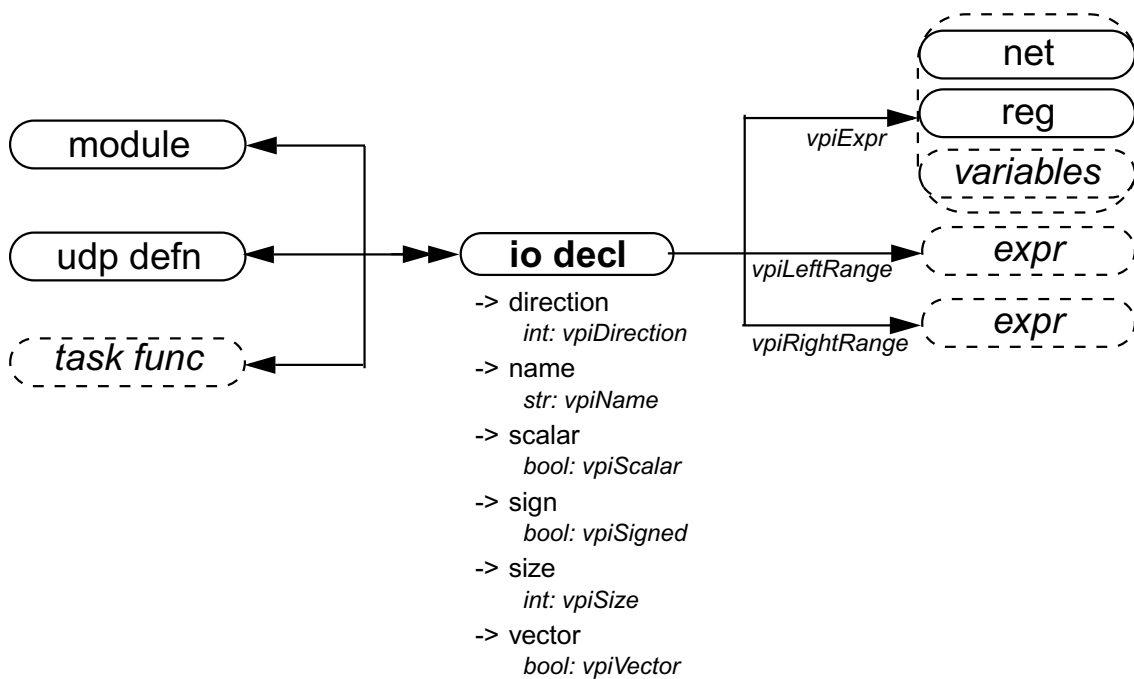 net
reg
variables
vpiExpr
module
udp defn
task func
io decl
vpiLeftRange
expr
vpiRightRange
expr
-> direction
int: vpiDirection
-> name
str: vpiName
-> scalar
bool: vpiScalar
-> sign
bool: vpiSigned
-> size
int: vpiSize
-> vector
bool: vpiVector